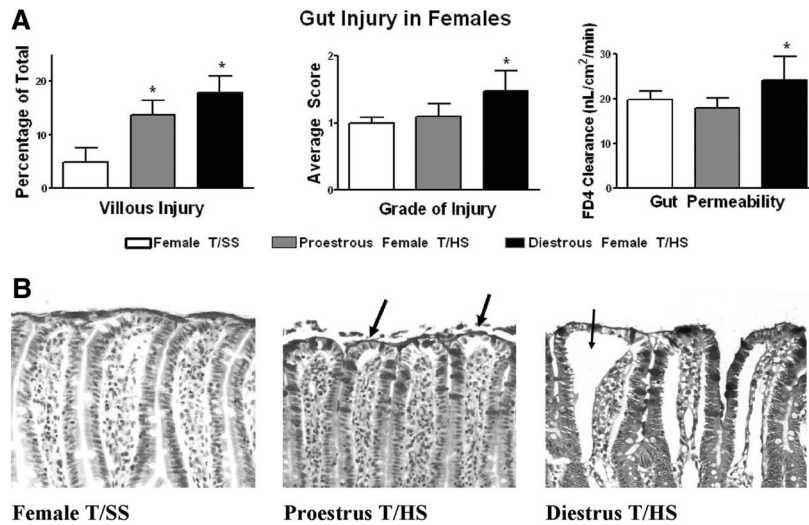 A
Gut Injury in Females
Percentage of Total
20
10
0
*
*
Villous Injury
Average Score
2
1
0
*
Grade of Injury
FD4 Clearance (nL/cm²/min)
30
20
10
0
*
Gut Permeability
Female T/SS
Proestrous Female T/HS
Diestrous Female T/HS
B
Female T/SS
Proestrus T/HS
Diestrus T/HS